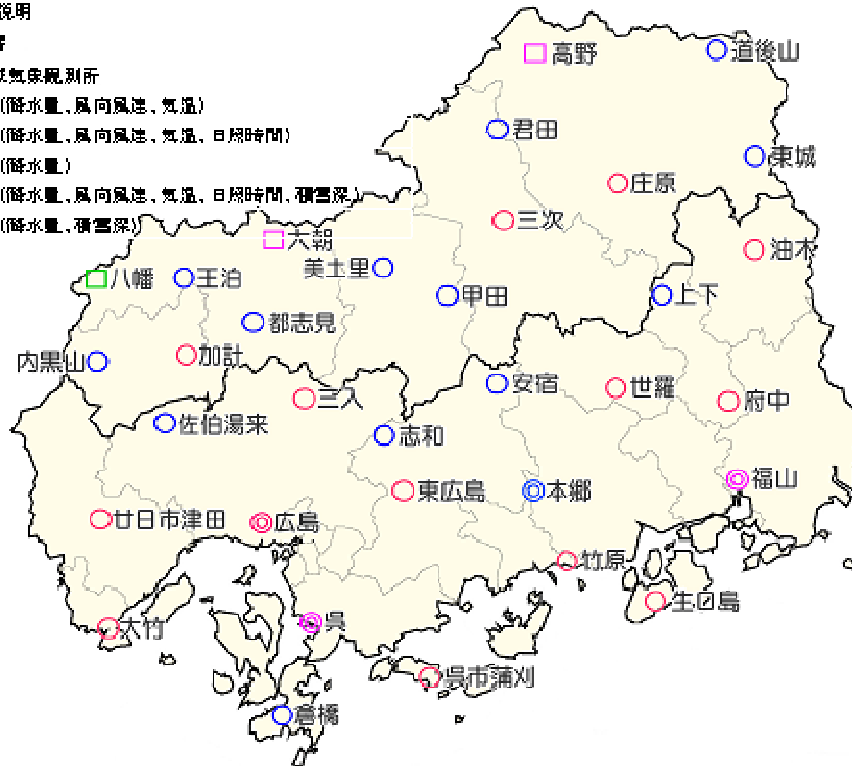 説明
気象観測所
(降水量、風向風速、気温)
(降水量、風向風速、気温、日照時間)
(降水量)
(降水量、風向風速、気温、日照時間、積雪深)
(降水量、積雪深)
高野
道後山
君田
東城
庄原
三次
大朝
油木
美土里
八幡
王泊
甲田
上下
都志見
内黒山
加計
安宿
世羅
三入
府中
佐伯湯来
志和
福山
東広島
本郷
廿日市津田
広島
竹原
生口島
大竹
呉
呉市蒲刈
倉橋